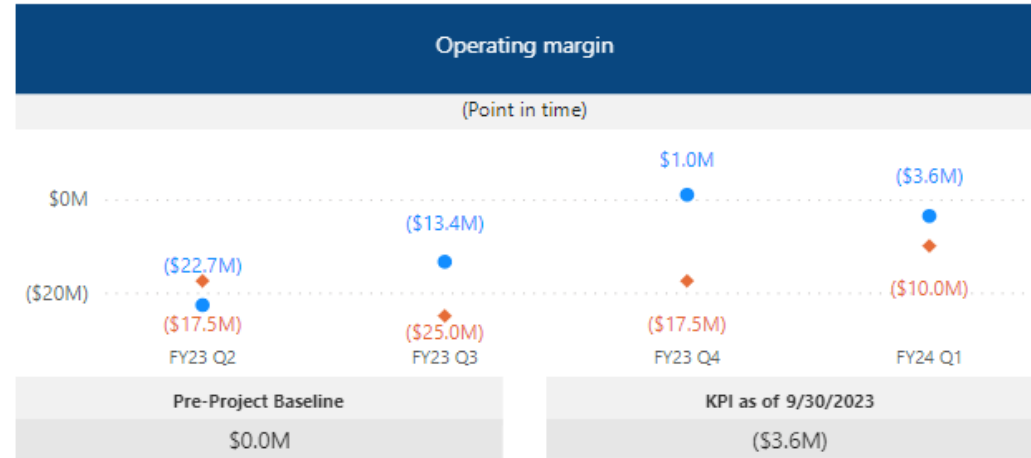 Operating margin
(Point in time)
$1.0M
($3.6M)
$0M
($13.4M)
($22.7M)
($20M)
($10.0M)
($17.5M)
($25.0M)
($17.5M)
FY23 Q2
FY23 Q3
FY23 Q4
FY24 Q1
Pre-Project Baseline
KPI as of 9/30/2023
$0.0M
($3.6M)